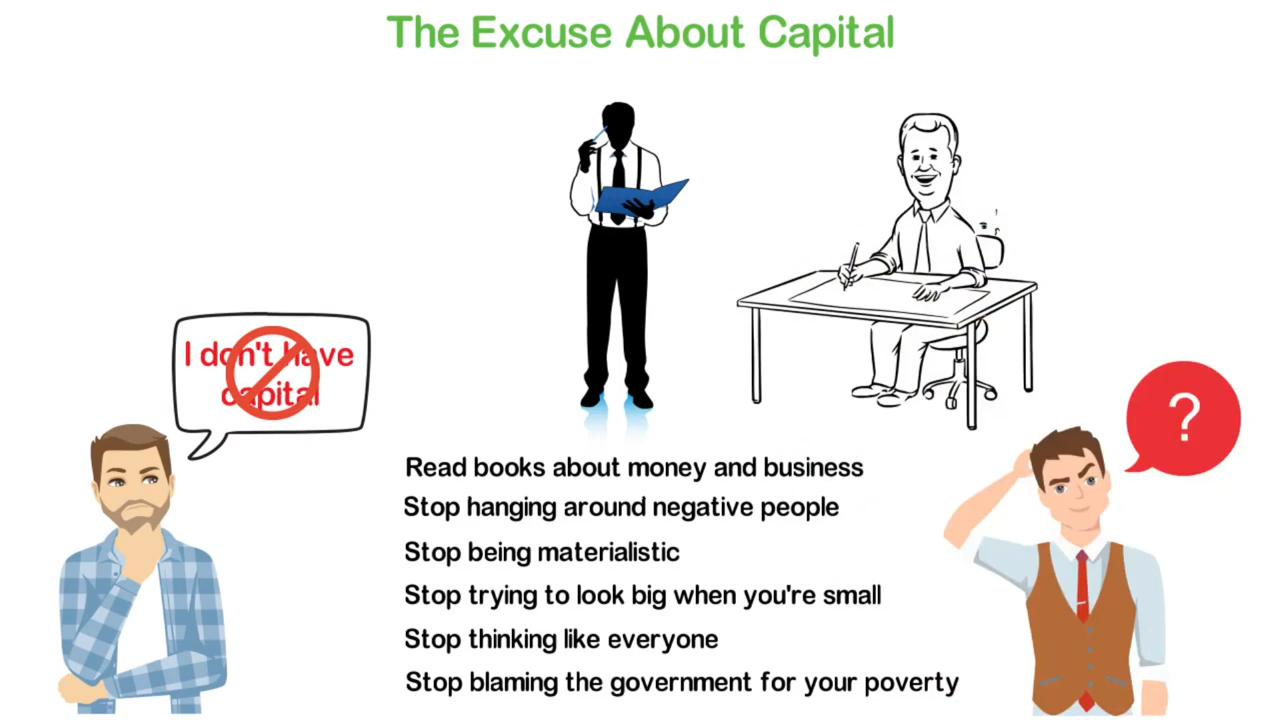 The Excuse About Capital
I don't have
capital
?
Read books about money and business
Stop hanging around negative people
Stop being materialistic
Stop trying to look big when you're small
Stop thinking like everyone
Stop blaming the government for your poverty